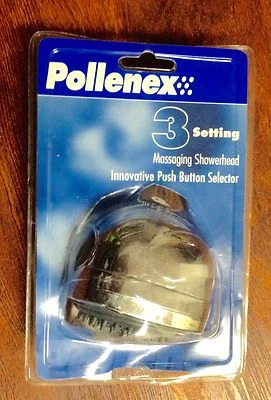 Pollenex
3 Setting
Massaging Showerhead
Innovative Push Button Selector